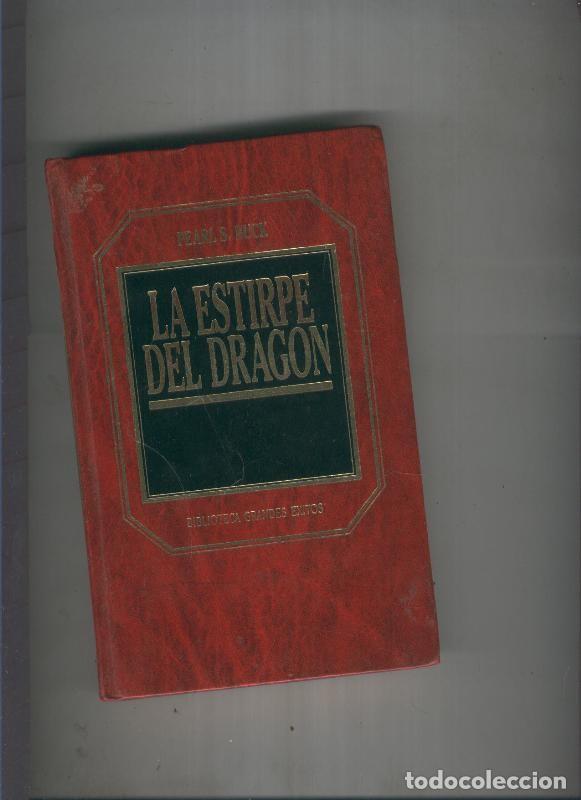 PEARL S. BUCK
LA ESTIRPE
DEL DRAGON
BIBLIOTECA GRANDES EXITOS
todocoleccion